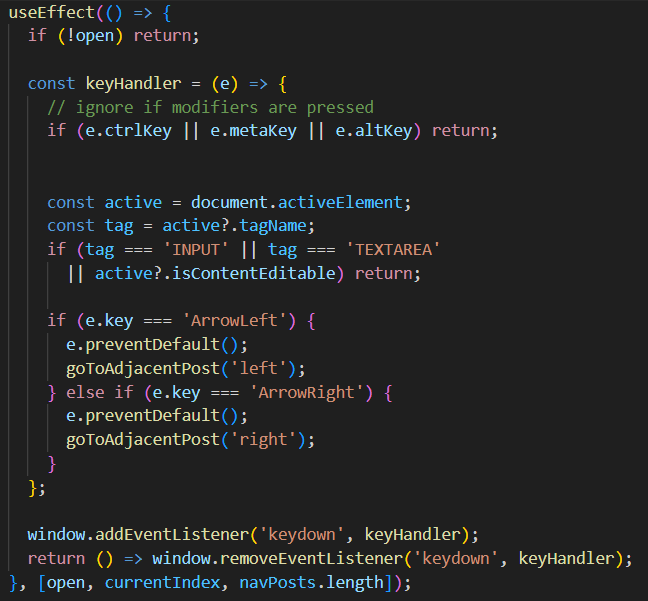 useEffect(() => {
  if (!open) return;

  const keyHandler = (e) => {
    // ignore if modifiers are pressed
    if (e.ctrlKey || e.metaKey || e.altKey) return;


    const active = document.activeElement;
    const tag = active?.tagName;
    if (tag === 'INPUT' || tag === 'TEXTAREA'
      || active?.isContentEditable) return;

    if (e.key === 'ArrowLeft') {
      e.preventDefault();
      goToAdjacentPost('left');
    } else if (e.key === 'ArrowRight') {
      e.preventDefault();
      goToAdjacentPost('right');
    }
  };

  window.addEventListener('keydown', keyHandler);
  return () => window.removeEventListener('keydown', keyHandler);
}, [open, currentIndex, navPosts.length]);